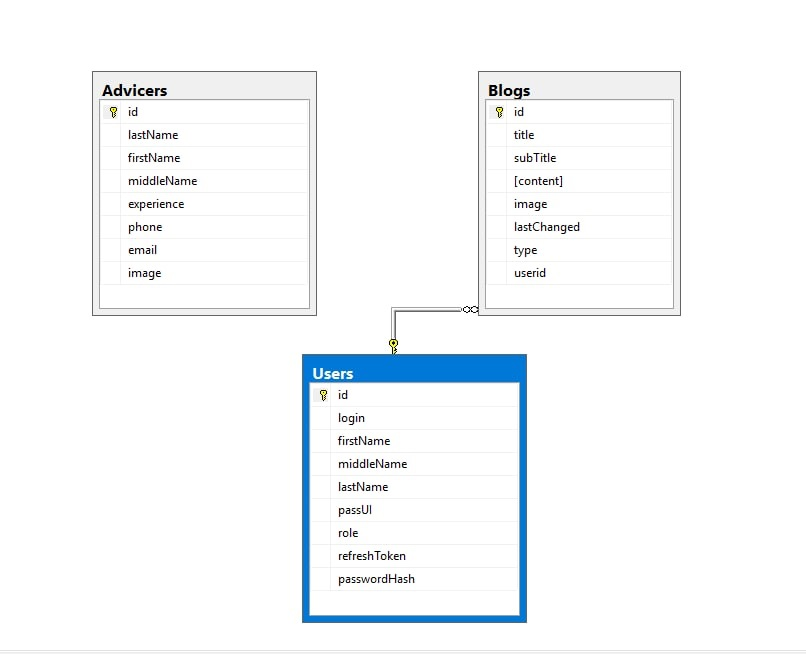 Advicers
id
lastName
firstName
middleName
experience
phone
email
image
Blogs
id
title
subTitle
[content]
image
lastChanged
type
userid
Users
id
login
firstName
middleName
lastName
passUI
role
refreshToken
passwordHash